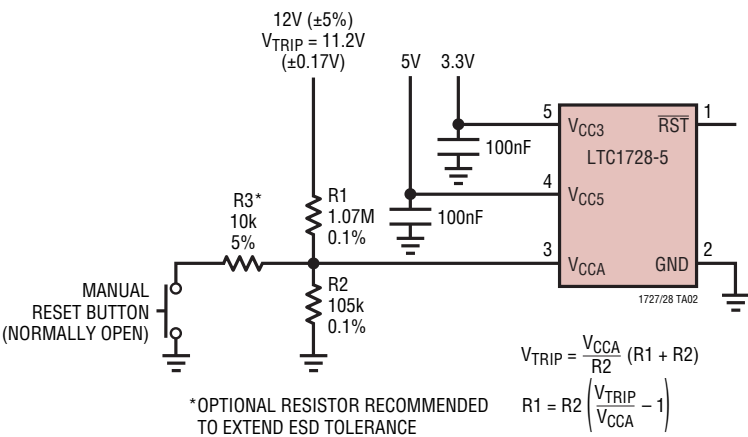 12V (±5%)
VTRIP = 11.2V
(±0.17V)
5V
3.3V
5
VCC3
RST
1
LTC1728-5
100nF
4
VCC5
100nF
R3*
10k
5%
R1
1.07M
0.1%
3
VCCA
GND
2
MANUAL
RESET BUTTON
(NORMALLY OPEN)
R2
105k
0.1%
1727/28 TA02
VTRIP = VCCA/R2 (R1 + R2)
*OPTIONAL RESISTOR RECOMMENDED
TO EXTEND ESD TOLERANCE
R1 = R2 (VTRIP/VCCA – 1)